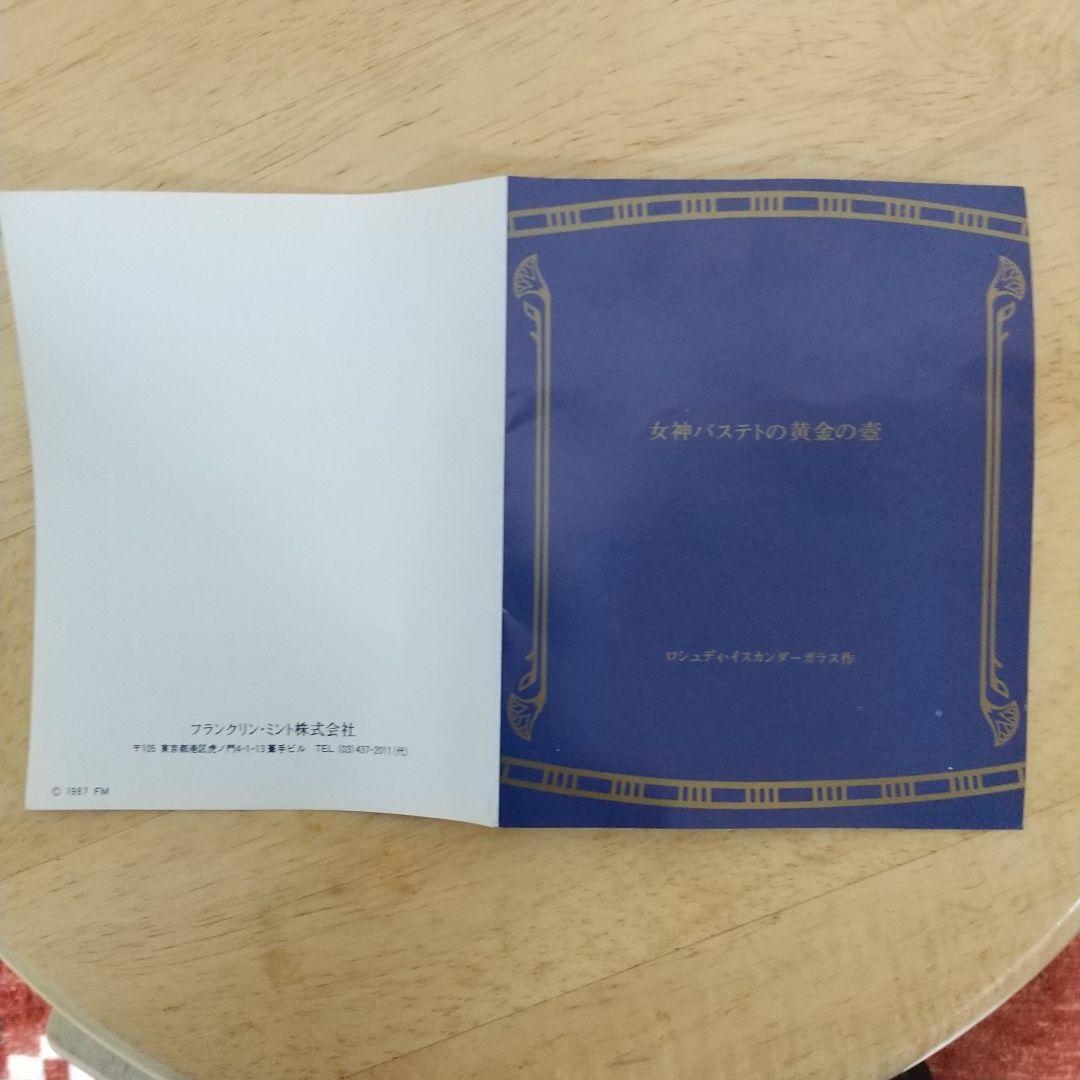 女神バステトの黄金の壺
ロシュディ・イスカンダーガラス作
フランクリン・ミント株式会社
〒105 東京都港区虎ノ門4-1-13 葺手ビル TEL (03) 437-2011 (代)
© 1987 FM